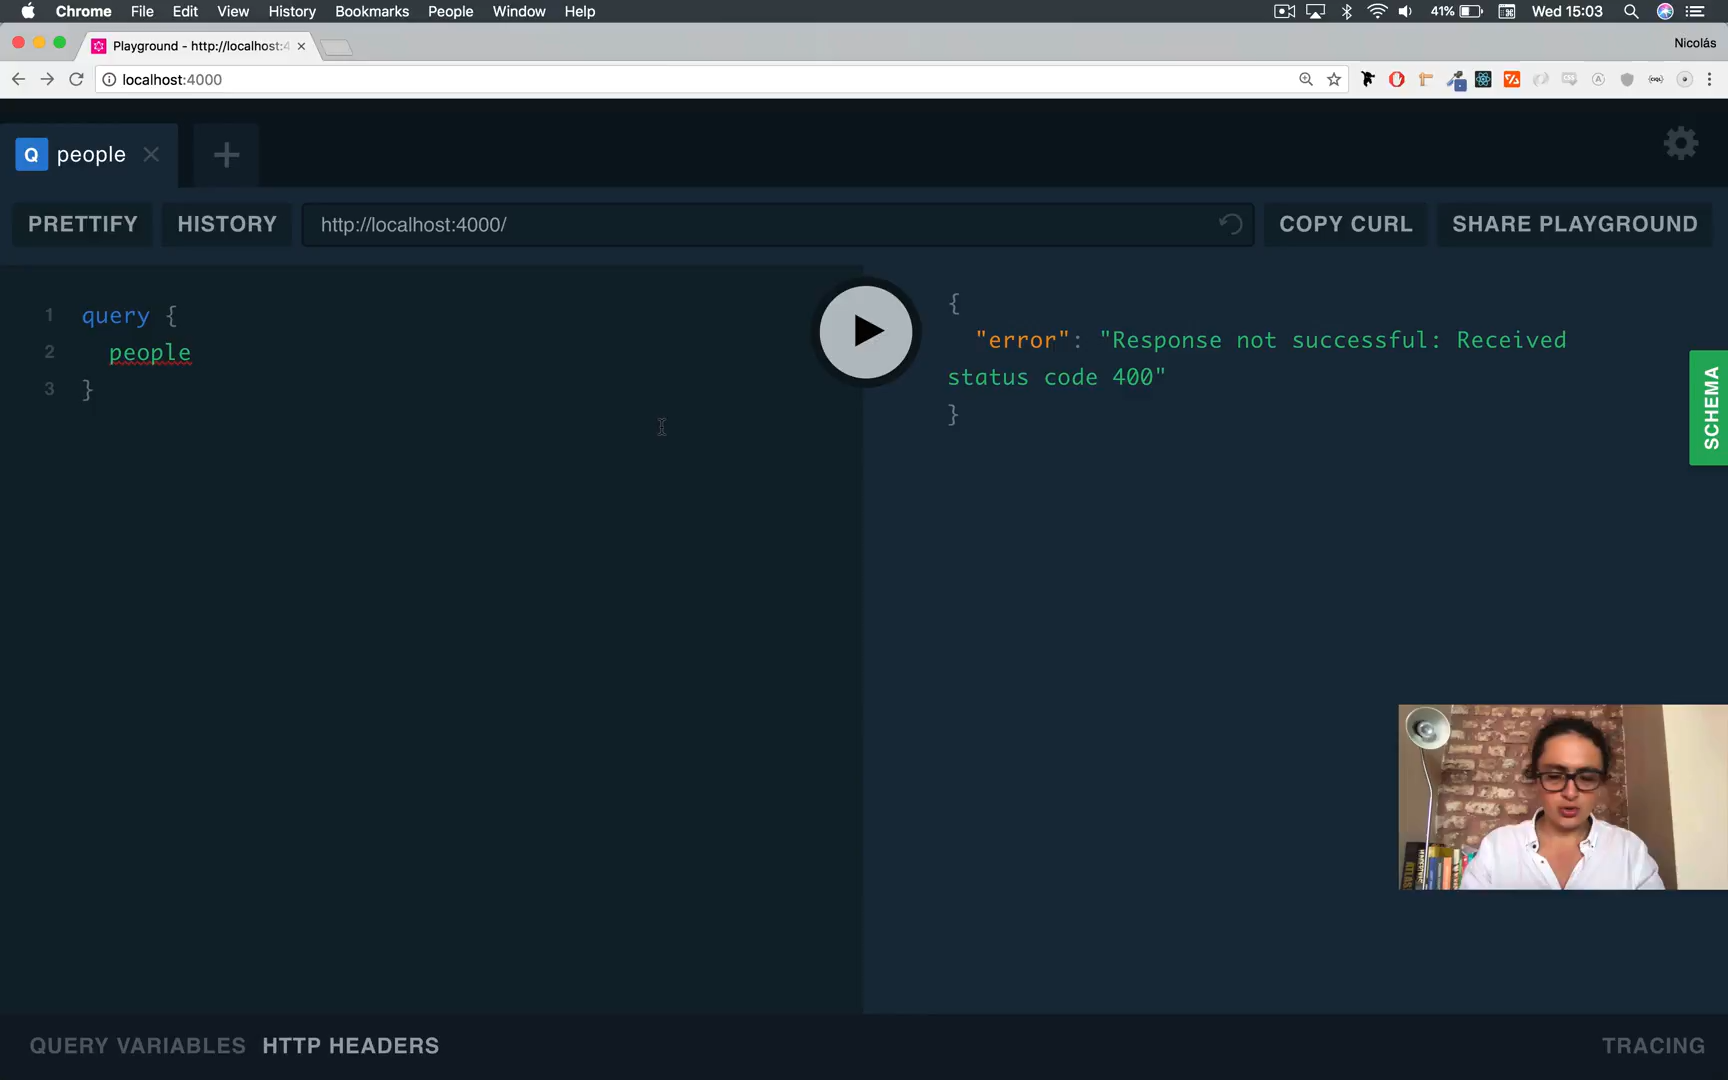 Chrome File Edit View History Bookmarks People Window Help 41% Wed 15:03
Playground - http://localhost:4 Nicolás
localhost:4000
Q people
PRETTIFY HISTORY http://localhost:4000/ COPY CURL SHARE PLAYGROUND
1 query {
2 people
3 }
{
"error": "Response not successful: Received
status code 400"
}
SCHEMA
QUERY VARIABLES HTTP HEADERS TRACING